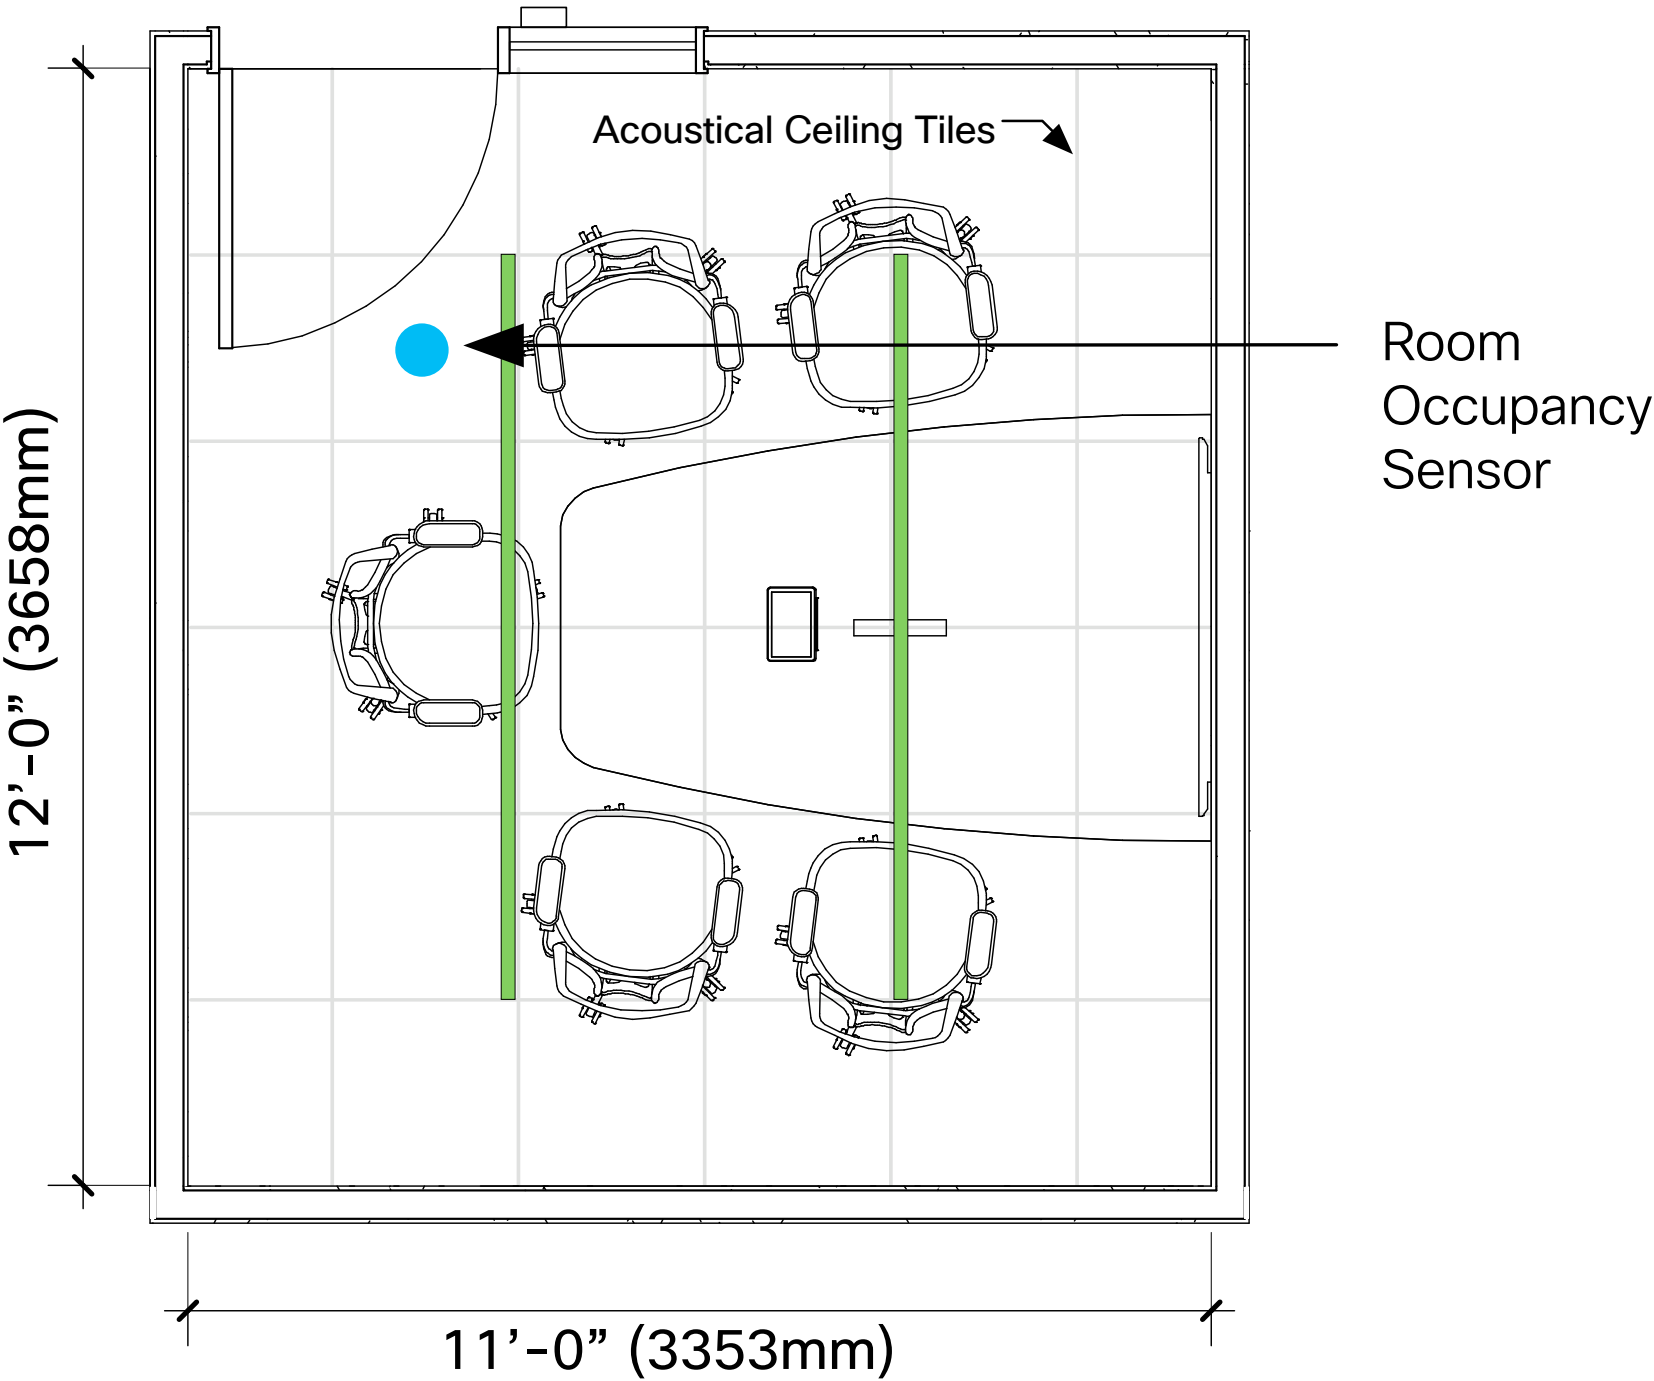 Acoustical Ceiling Tiles
Room
Occupancy
Sensor
12’-0” (3658mm)
11’-0” (3353mm)